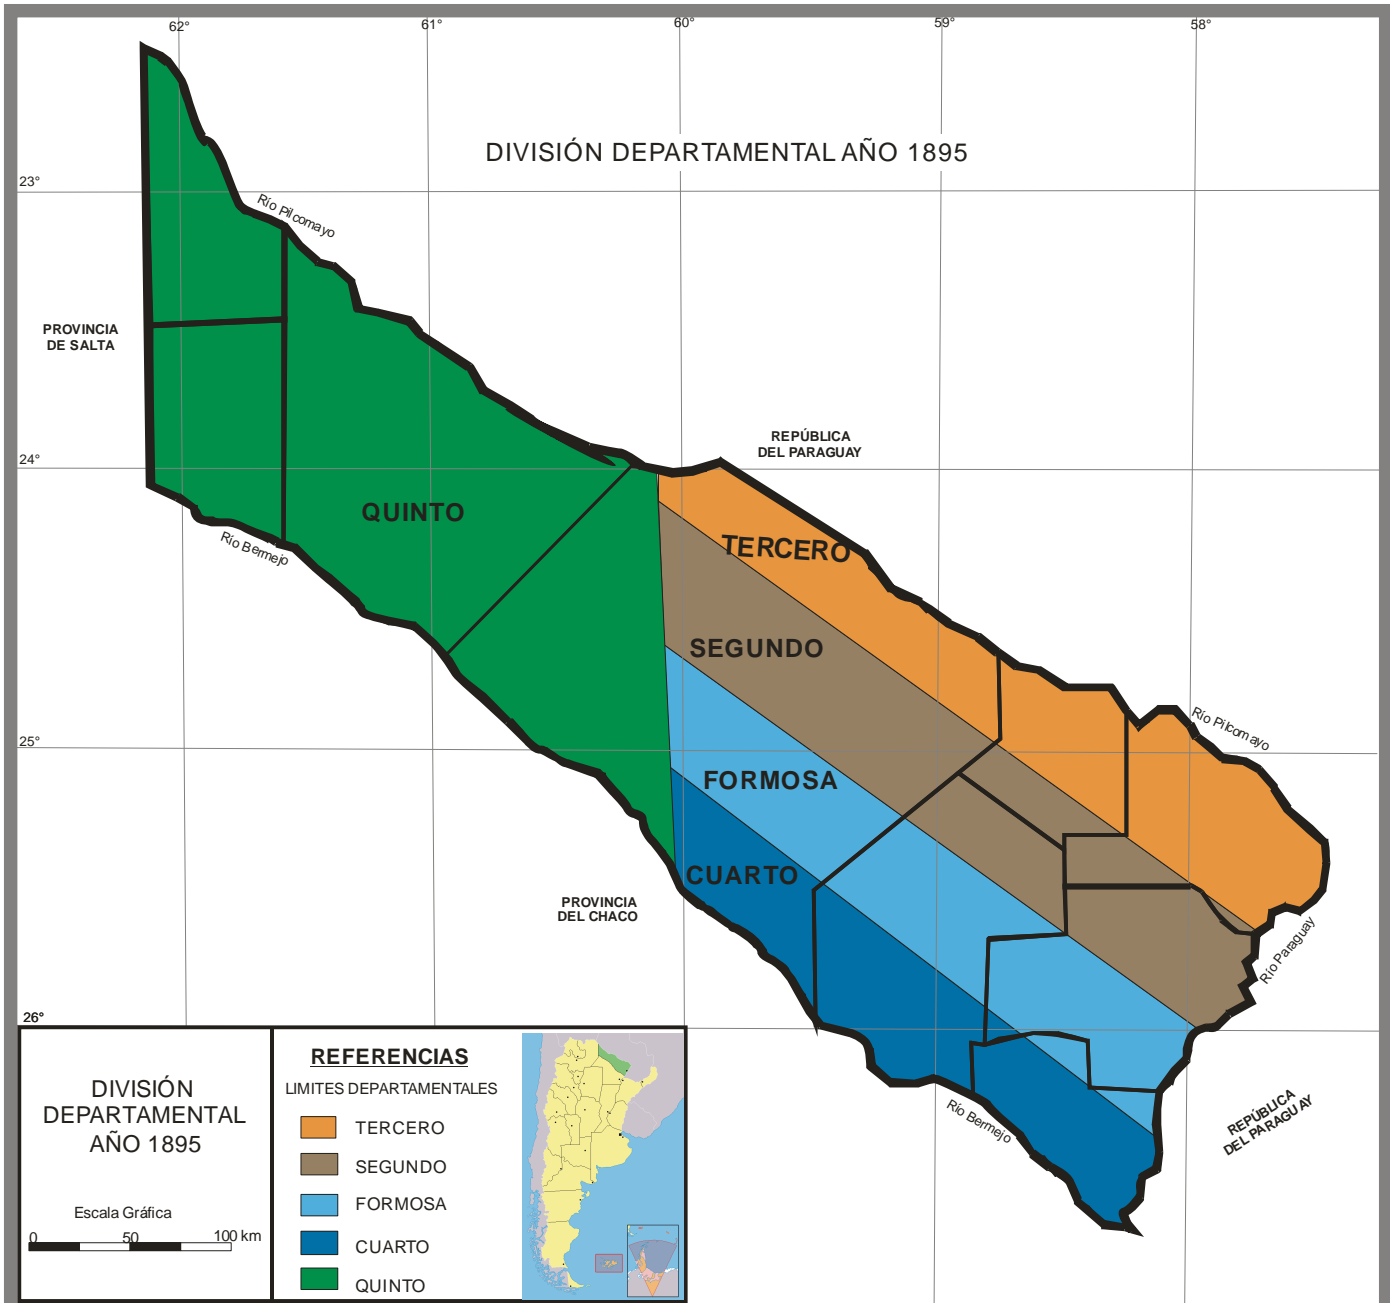 62°
61°
60°
59°
58°
DIVISIÓN DEPARTAMENTAL AÑO 1895
23°
Río Pilcomayo
PROVINCIA
DE SALTA
REPÚBLICA
DEL PARAGUAY
24°
QUINTO
TERCERO
Río Bermejo
SEGUNDO
Río Pilcomayo
25°
FORMOSA
CUARTO
PROVINCIA
DEL CHACO
Río Paraguay
26°
REPÚBLICA
DEL PARAGUAY
Río Bermejo
DIVISIÓN
DEPARTAMENTAL
AÑO 1895
Escala Gráfica
0 50 100 km
REFERENCIAS
LIMITES DEPARTAMENTALES
TERCERO
SEGUNDO
FORMOSA
CUARTO
QUINTO